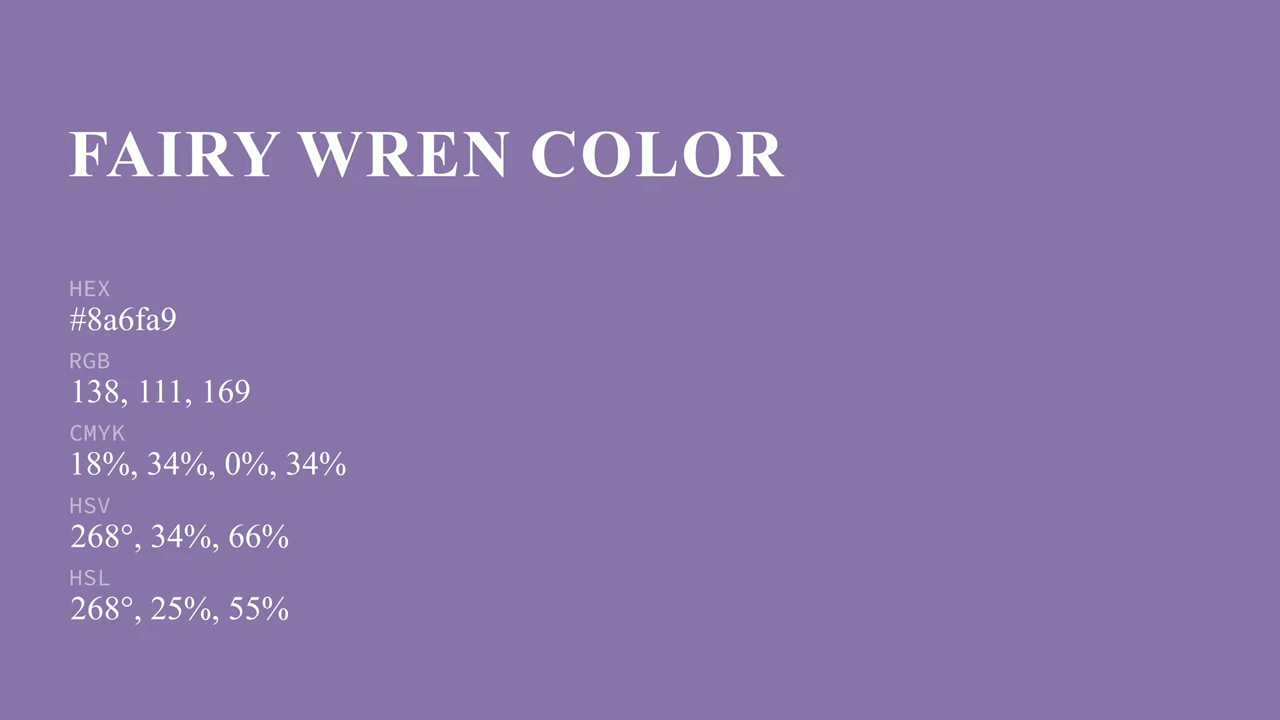 FAIRY WREN COLOR
HEX
#8a6fa9
RGB
138, 111, 169
CMYK
18%, 34%, 0%, 34%
HSV
268°, 34%, 66%
HSL
268°, 25%, 55%